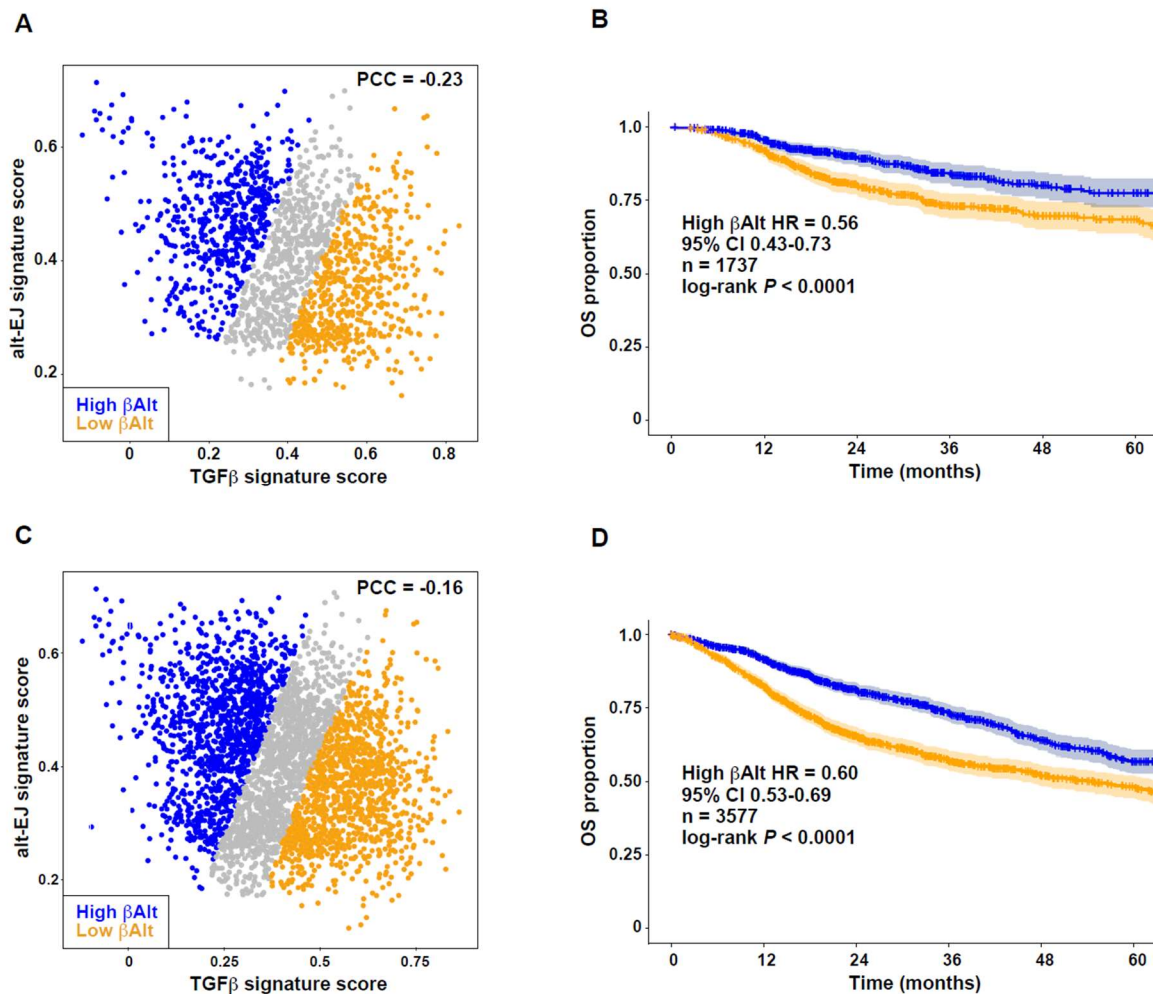 A
PCC = -0.23
alt-EJ signature score
0.6
0.4
0.2
High βAlt
Low βAlt
0
0.2
0.4
0.6
0.8
TGFβ signature score
B
OS proportion
1.0
0.75
0.50
0.25
0
High βAlt HR = 0.56
95% CI 0.43-0.73
n = 1737
log-rank P < 0.0001
0
12
24
36
48
60
Time (months)
C
PCC = -0.16
alt-EJ signature score
0.6
0.4
0.2
High βAlt
Low βAlt
0
0.25
0.5
0.75
TGFβ signature score
D
OS proportion
1.0
0.75
0.50
0.25
0
High βAlt HR = 0.60
95% CI 0.53-0.69
n = 3577
log-rank P < 0.0001
0
12
24
36
48
60
Time (months)